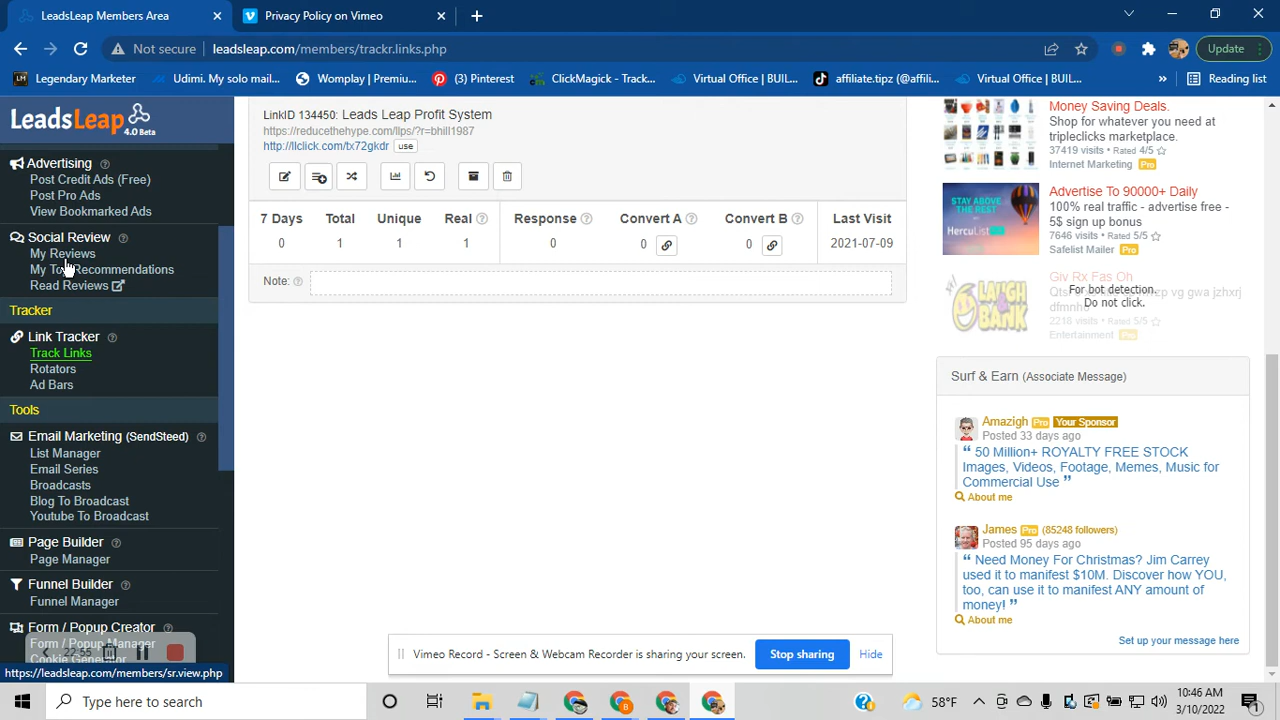 LeadsLeap Members Area
Privacy Policy on Vimeo
Not secure
leadsleap.com/members/trackr.links.php
Update
Legendary Marketer
Udimi. My solo mail...
Womplay | Premium...
(3) Pinterest
ClickMagick - Track...
Virtual Office | BUIL...
affiliate.tipz (@affili...
Virtual Office | BUIL...
Reading list
LeadsLeap
4.0 Beta
Advertising
Post Credit Ads (Free)
Post Pro Ads
View Bookmarked Ads
Social Review
My Reviews
Read Reviews
Tracker
Link Tracker
Track Links
Rotators
Ad Bars
Tools
Email Marketing (SendSteed)
List Manager
Email Series
Broadcasts
Blog To Broadcast
Youtube To Broadcast
Page Builder
Page Manager
Funnel Builder
Funnel Manager
Form / Popup Creator
Form / Popup Manager
https://leadsleap.com/members/sr.view.php
LinkID 134450: Leads Leap Profit System
https://reducethehype.com/llps/?r=bhill1987
http://llclick.com/tx72gkdr use
7 Days Total Unique Real Response Convert A Convert B Last Visit
0 1 1 1 0 0 2021-07-09
Note:
Money Saving Deals.
Shop for whatever you need at
tripleclicks marketplace.
37419 visits • Rated 4/5
Internet Marketing Pro
Advertise To 90000+ Daily
100% real traffic - advertise free -
5$ sign up bonus
7646 visits • Rated 5/5
Safelist Mailer Pro
Giv Rx Fas Oh
For bot detection.
Do not click.
2218 visits • Rated 5/5
Entertainment Pro
LAUGH & BANK
Surf & Earn (Associate Message)
Amazigh Pro Your Sponsor
Posted 33 days ago
“ 50 Million+ ROYALTY FREE STOCK
Images, Videos, Footage, Memes, Music for
Commercial Use ”
About me
James Pro (85248 followers)
Posted 95 days ago
“ Need Money For Christmas? Jim Carrey
used it to manifest $10M. Discover how YOU,
too, can use it to manifest ANY amount of
money! ”
About me
Set up your message here
Vimeo Record - Screen & Webcam Recorder is sharing your screen.
Stop sharing
Hide
Type here to search
58°F
10:46 AM
3/10/2022